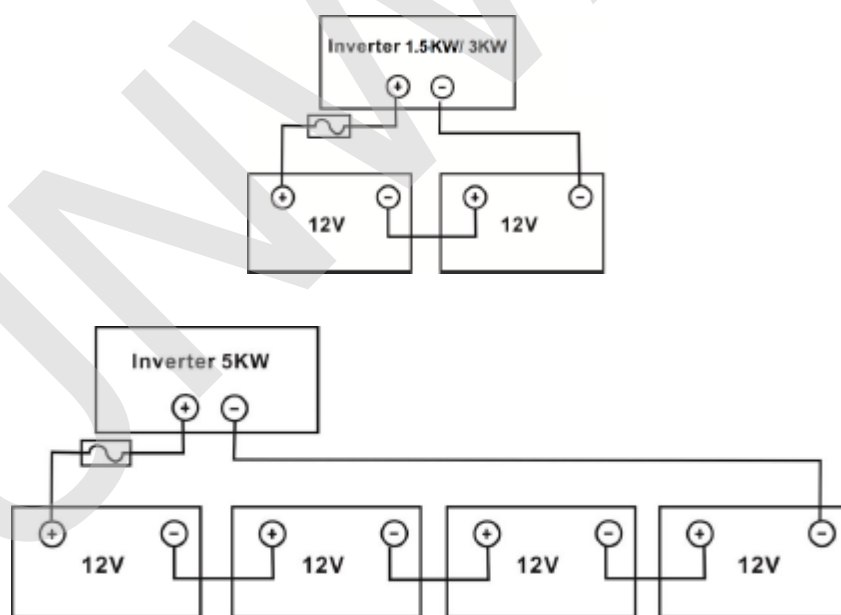 Inverter 1.5KW/ 3KW
+ -
+ - + -
12V 12V
Inverter 5KW
+ -
+ - + - + - + -
12V 12V 12V 12V